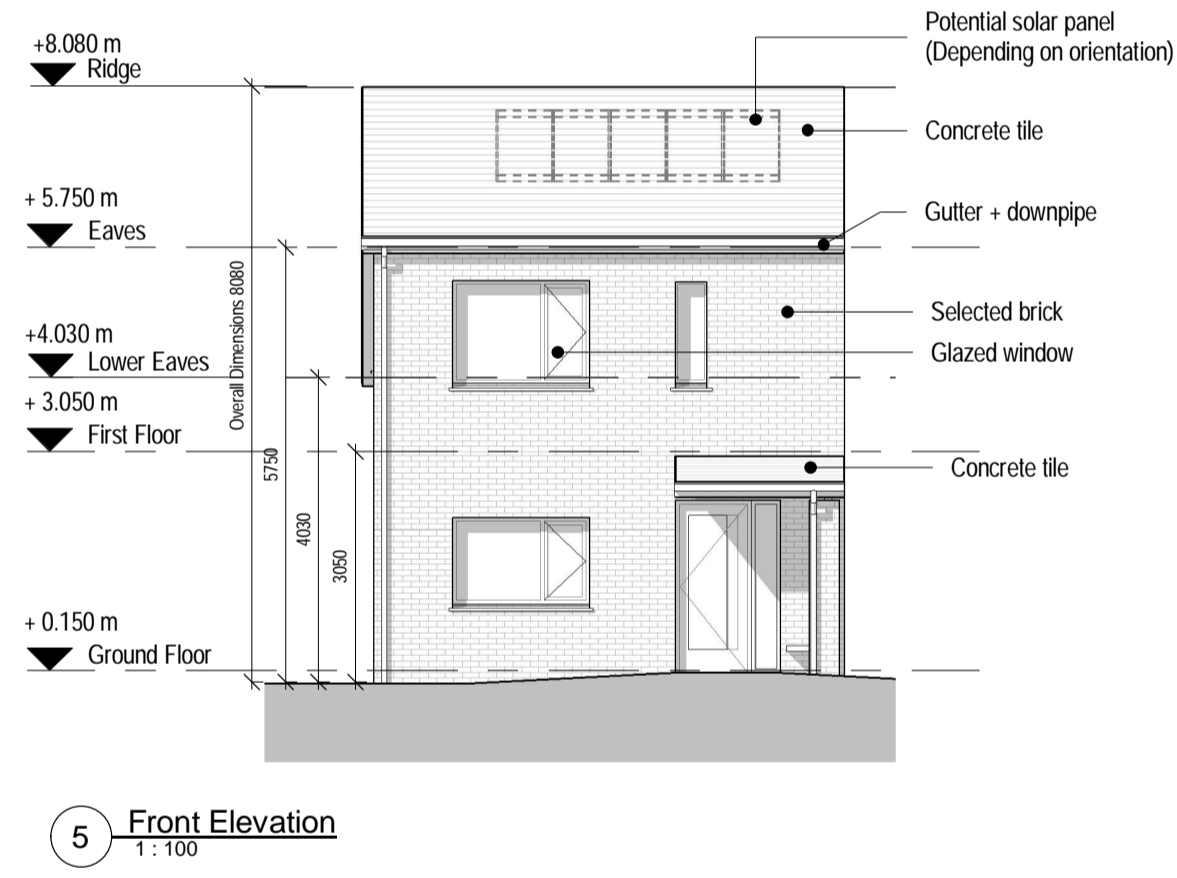 +8.080 m
Ridge
+ 5.750 m
Eaves
+4.030 m
Lower Eaves
+ 3.050 m
First Floor
+ 0.150 m
Ground Floor
Overall Dimensions 8080
5750
4030
3050
Potential solar panel
(Depending on orientation)
Concrete tile
Gutter + downpipe
Selected brick
Glazed window
Concrete tile
5
Front Elevation
1 : 100